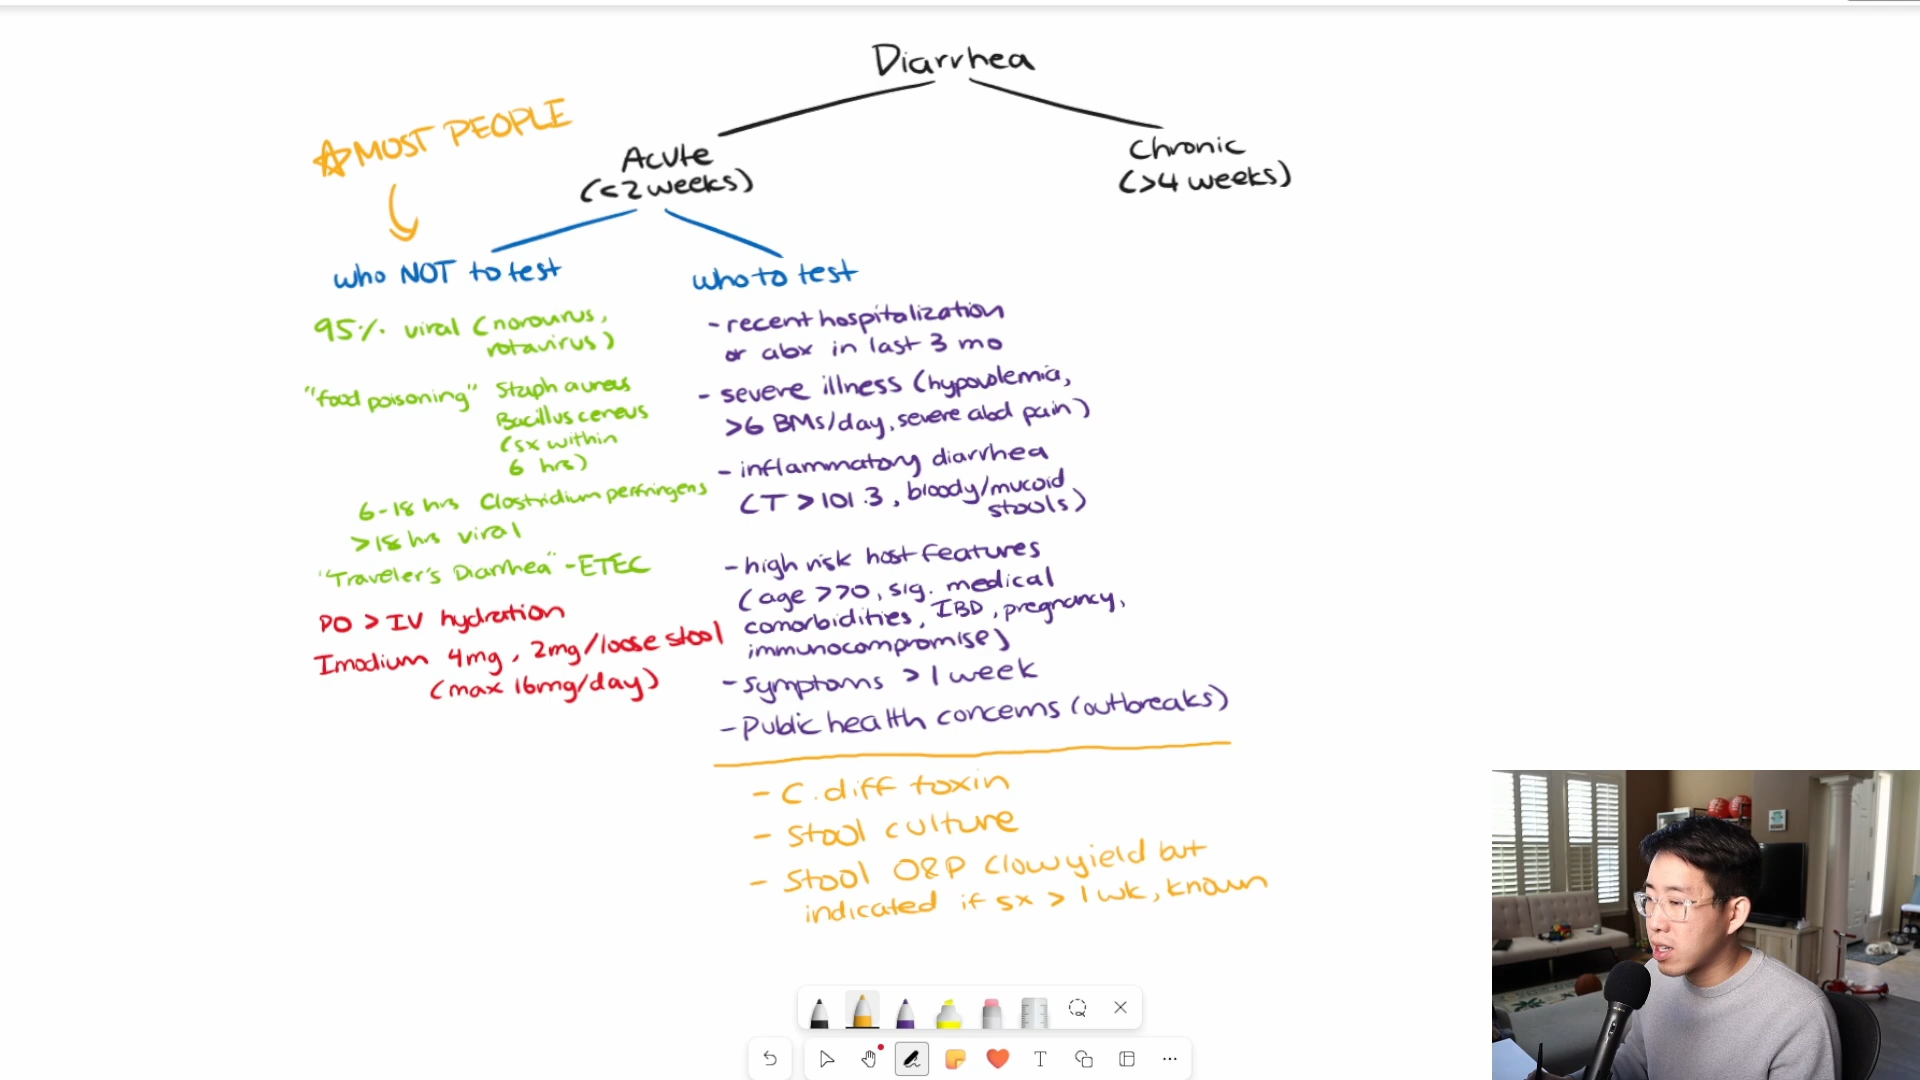 Diarrhea
☆MOST PEOPLE
Acute
(<2 weeks)
Chronic
(>4 weeks)
who NOT to test
95% viral (norovirus,
rotavirus)
"food poisoning" Staph aureus
Bacillus cereus
(sx within
6 hrs)
6-18 hrs Clostridium perfringens
>18 hrs viral
"Traveler's Diarrhea" - ETEC
PO > IV hydration
Imodium 4mg, 2mg/loose stool
(max 16mg/day)
who to test
- recent hospitalization
or abx in last 3 mo
- severe illness (hypovolemia,
>6 BMs/day, severe abd pain)
- inflammatory diarrhea
(T > 101.3, bloody/mucoid
stools)
- high risk host features
(age >70, sig. medical
comorbidities, IBD, pregnancy,
immunocompromise)
- Symptoms > 1 week
- Public health concerns (outbreaks)
- C. diff toxin
- Stool culture
- Stool O&P (low yield but
indicated if sx > 1 wk, known